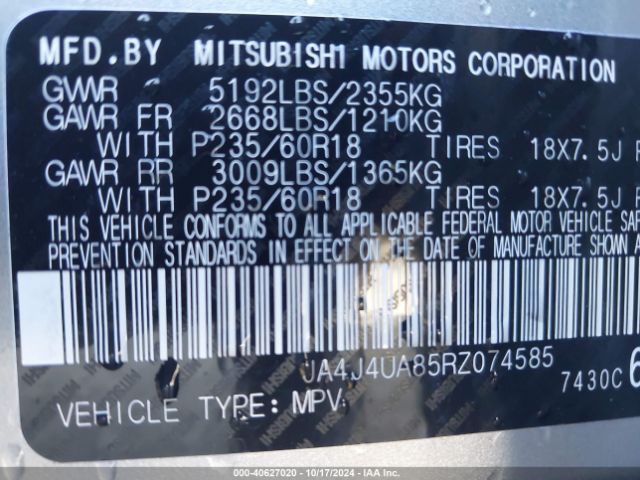 MFD.BY MITSUBISHI MOTORS CORPORATION
GVWR 5192LBS/2355KG
GAWR FR 2668LBS/1210KG
WITH P235/60R18 TIRES 18X7.5J
GAWR RR 3009LBS/1365KG
WITH P235/60R18 TIRES 18X7.5J
THIS VEHICLE CONFORMS TO ALL APPLICABLE FEDERAL MOTOR VEHICLE SAF
PREVENTION STANDARDS IN EFFECT ON THE DATE OF MANUFACTURE SHOWN
JA4J4UA85RZ074585
7430C 6
VEHICLE TYPE: MPV
000-40627020 - 10/17/2024 - IAA Inc.